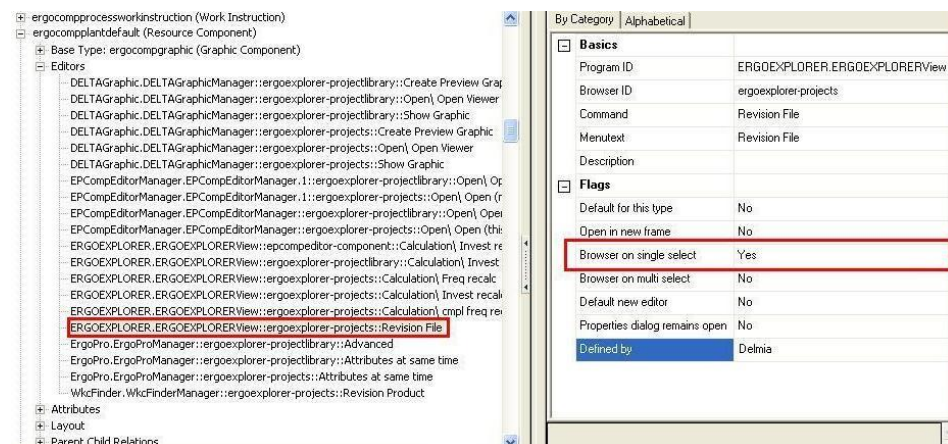 ergocompprocessworkinstruction (Work Instruction)
ergocompplantdefault (Resource Component)
Base Type: ergocompgraphic (Graphic Component)
Editors
DELTAGraphic.DELTAGraphicManager::ergoexplorer-projectlibrary::Create Preview Grap
DELTAGraphic.DELTAGraphicManager::ergoexplorer-projectlibrary::Open\ Open Viewer
DELTAGraphic.DELTAGraphicManager::ergoexplorer-projectlibrary::Show Graphic
DELTAGraphic.DELTAGraphicManager::ergoexplorer-projects::Create Preview Graphic
DELTAGraphic.DELTAGraphicManager::ergoexplorer-projects::Open\ Open Viewer
DELTAGraphic.DELTAGraphicManager::ergoexplorer-projects::Show Graphic
EPCompEditorManager.EPCompEditorManager.1::ergoexplorer-projectlibrary::Open\ Op
EPCompEditorManager.EPCompEditorManager.1::ergoexplorer-projects::Open\ Open (r
EPCompEditorManager.EPCompEditorManager::ergoexplorer-projectlibrary::Open\ Oper
EPCompEditorManager.EPCompEditorManager::ergoexplorer-projects::Open\ Open (this
ERGOEXPLORER.ERGOEXPLORERView::epcompeditor-component::Calculation\ Invest re
ERGOEXPLORER.ERGOEXPLORERView::ergoexplorer-projectlibrary::Calculation\ Invest
ERGOEXPLORER.ERGOEXPLORERView::ergoexplorer-projects::Calculation\ Freq recalc
ERGOEXPLORER.ERGOEXPLORERView::ergoexplorer-projects::Calculation\ Invest recalc
ERGOEXPLORER.ERGOEXPLORERView::ergoexplorer-projects::Calculation\ cmpl freq re
ERGOEXPLORER.ERGOEXPLORERView::ergoexplorer-projects::Revision File
ErgoPro.ErgoProManager::ergoexplorer-projectlibrary::Advanced
ErgoPro.ErgoProManager::ergoexplorer-projectlibrary::Attributes at same time
ErgoPro.ErgoProManager::ergoexplorer-projects::Attributes at same time
WkcFinder.WkcFinderManager::ergoexplorer-projects::Revision Product
Attributes
Layout
Parent Child Relations
By Category Alphabetical
Basics
Program ID ERGOEXPLORER.ERGOEXPLORERView
Browser ID ergoexplorer-projects
Command Revision File
Menutext Revision File
Description
Flags
Default for this type No
Open in new frame No
Browser on single select Yes
Browser on multi select No
Default new editor No
Properties dialog remains open No
Defined by Delmia